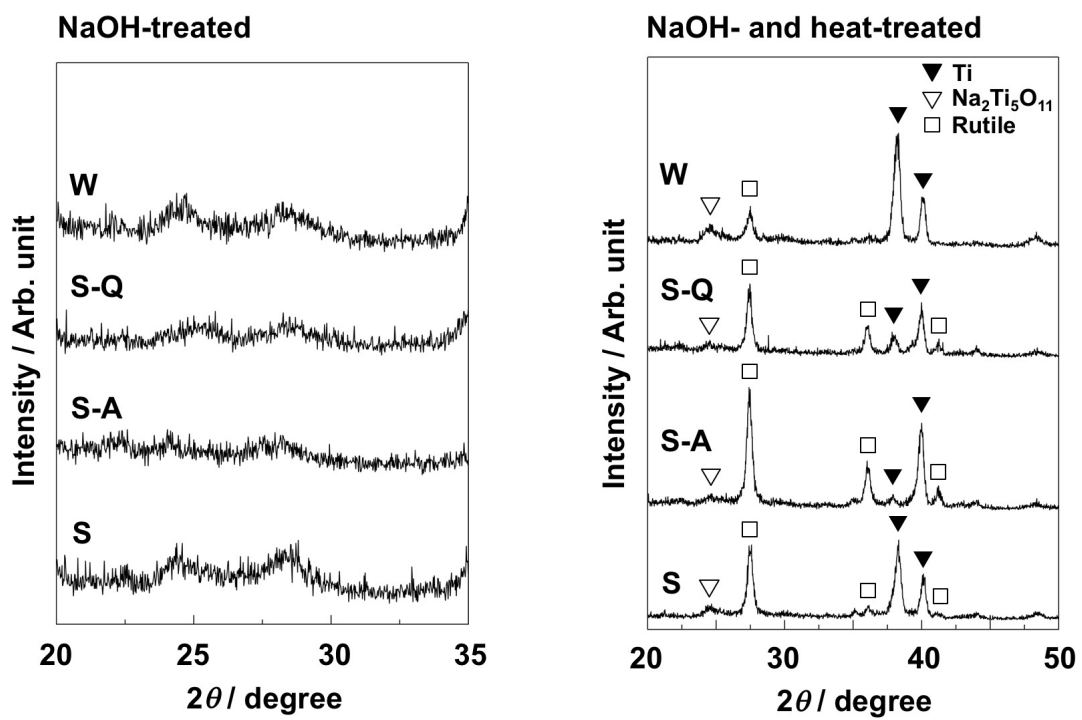 NaOH-treated
W
S-Q
S-A
S
Intensity / Arb. unit
20 25 30 35
2θ / degree
NaOH- and heat-treated
▼ Ti
▽ Na₂Ti₅O₁₁
□ Rutile
W
S-Q
S-A
S
Intensity / Arb. unit
20 30 40 50
2θ / degree